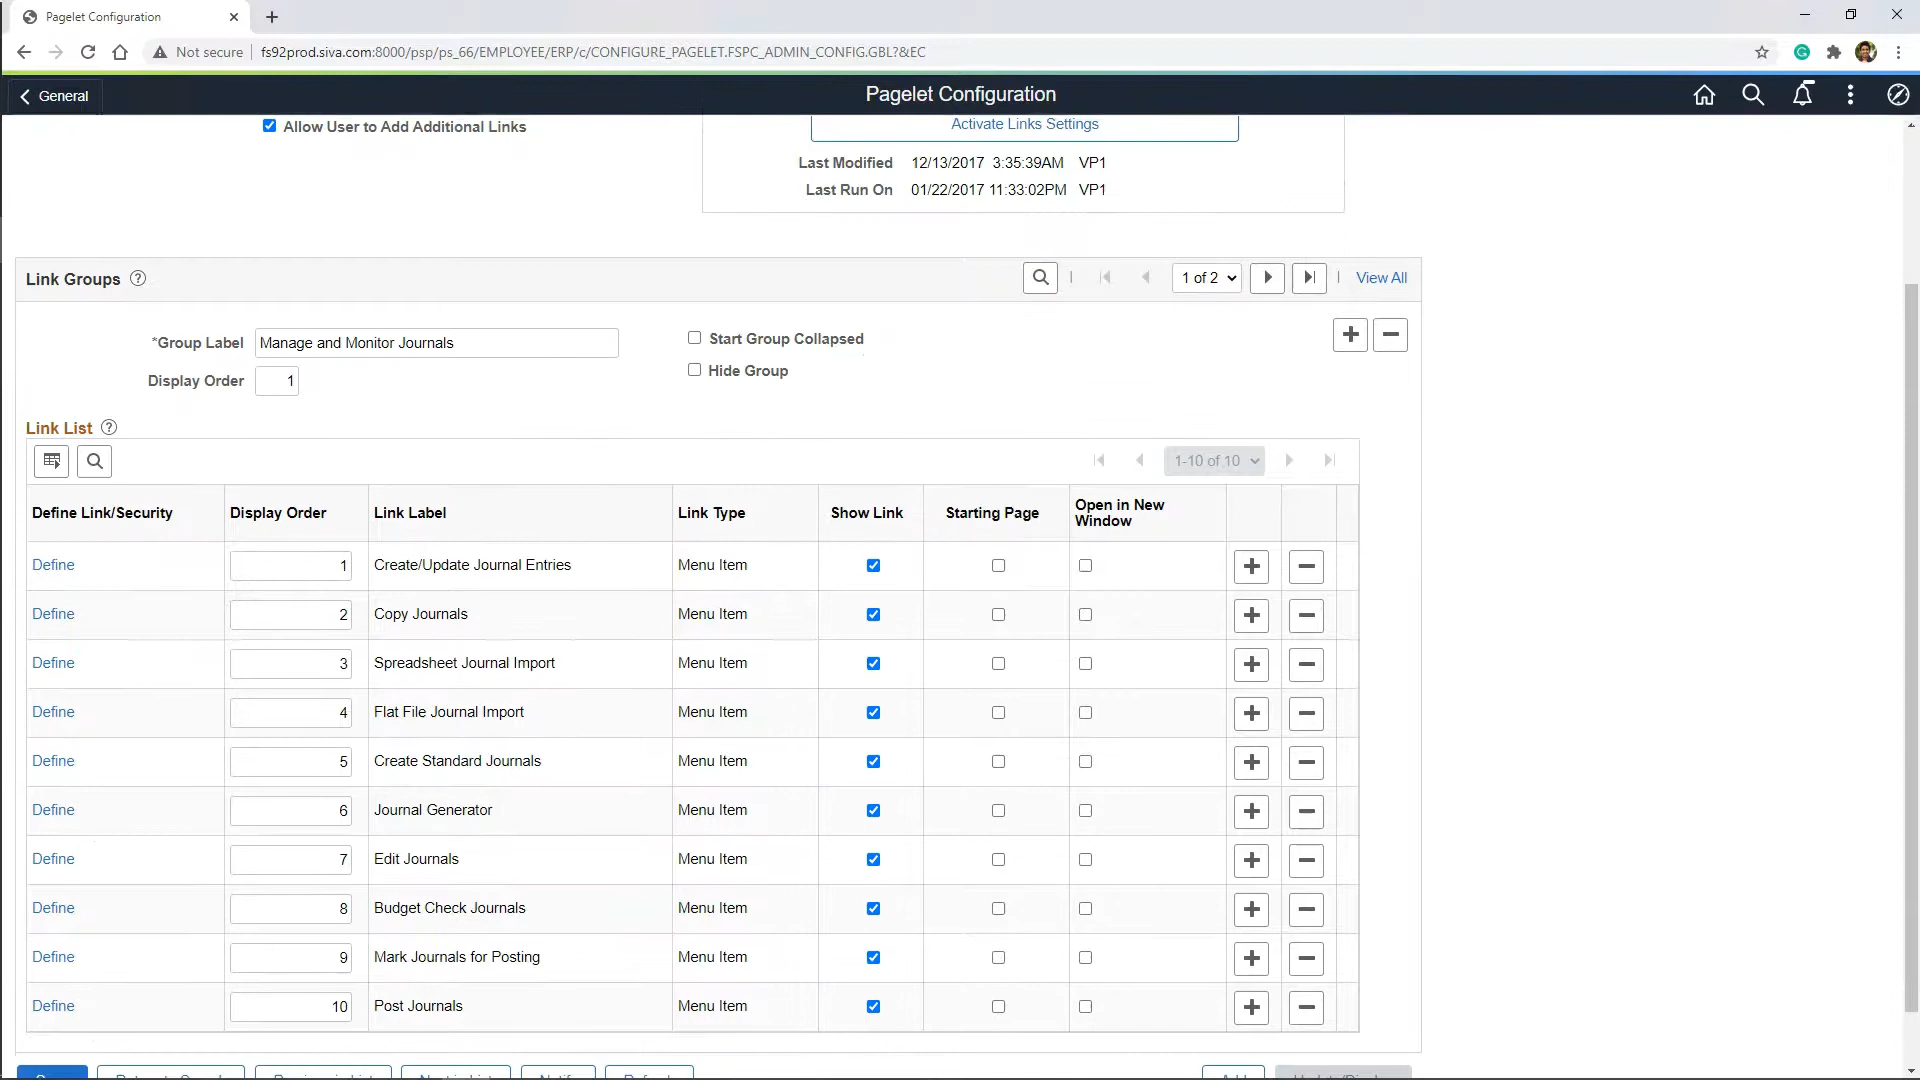 Pagelet Configuration
Not secure fs92prod.siva.com:8000/psp/ps_66/EMPLOYEE/ERP/c/CONFIGURE_PAGELET.FSPC_ADMIN_CONFIG.GBL?&EC
General
Pagelet Configuration
Allow User to Add Additional Links
Activate Links Settings
Last Modified 12/13/2017 3:35:39AM VP1
Last Run On 01/22/2017 11:33:02PM VP1
Link Groups ?
1 of 2
View All
*Group Label Manage and Monitor Journals
Start Group Collapsed
Display Order 1
Hide Group
Link List ?
1-10 of 10
Define Link/Security Display Order Link Label Link Type Show Link Starting Page Open in New Window
Define 1 Create/Update Journal Entries Menu Item
Define 2 Copy Journals Menu Item
Define 3 Spreadsheet Journal Import Menu Item
Define 4 Flat File Journal Import Menu Item
Define 5 Create Standard Journals Menu Item
Define 6 Journal Generator Menu Item
Define 7 Edit Journals Menu Item
Define 8 Budget Check Journals Menu Item
Define 9 Mark Journals for Posting Menu Item
Define 10 Post Journals Menu Item